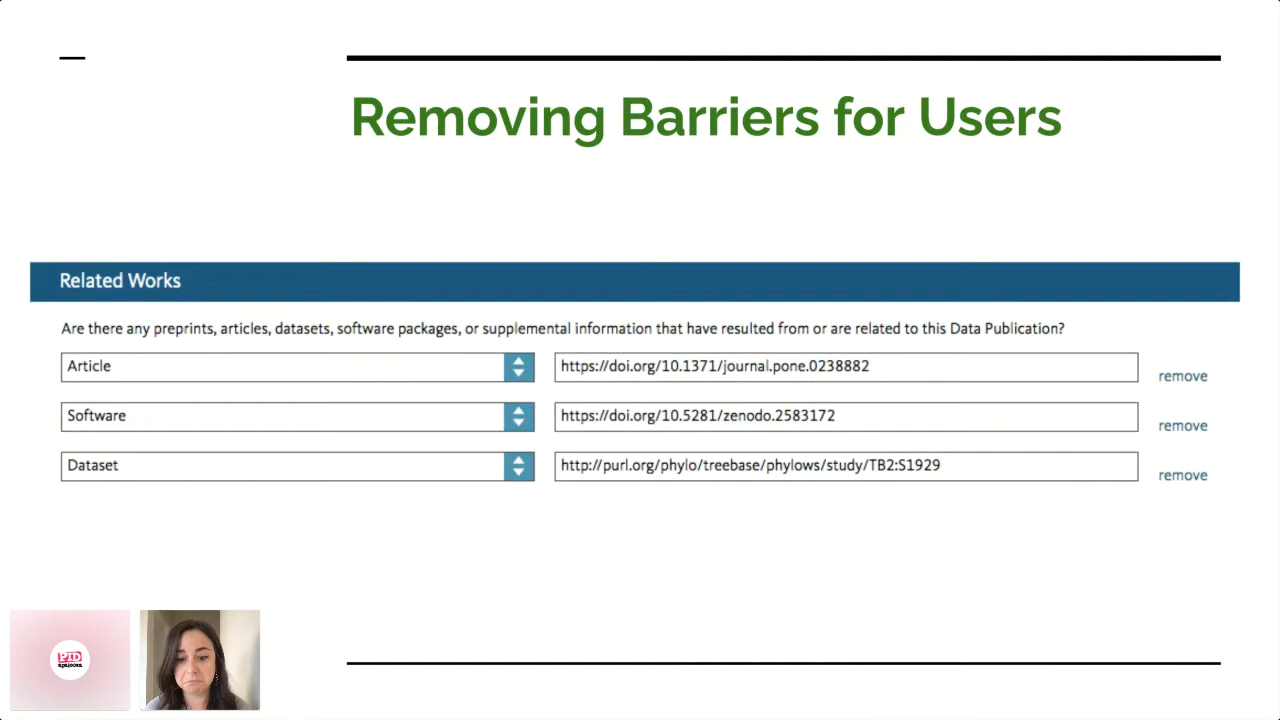 Removing Barriers for Users
Related Works
Are there any preprints, articles, datasets, software packages, or supplemental information that have resulted from or are related to this Data Publication?
Article https://doi.org/10.1371/journal.pone.0238882 remove
Software https://doi.org/10.5281/zenodo.2583172 remove
Dataset http://purl.org/phylo/treebase/phylows/study/TB2:S1929 remove
PID
apalooza